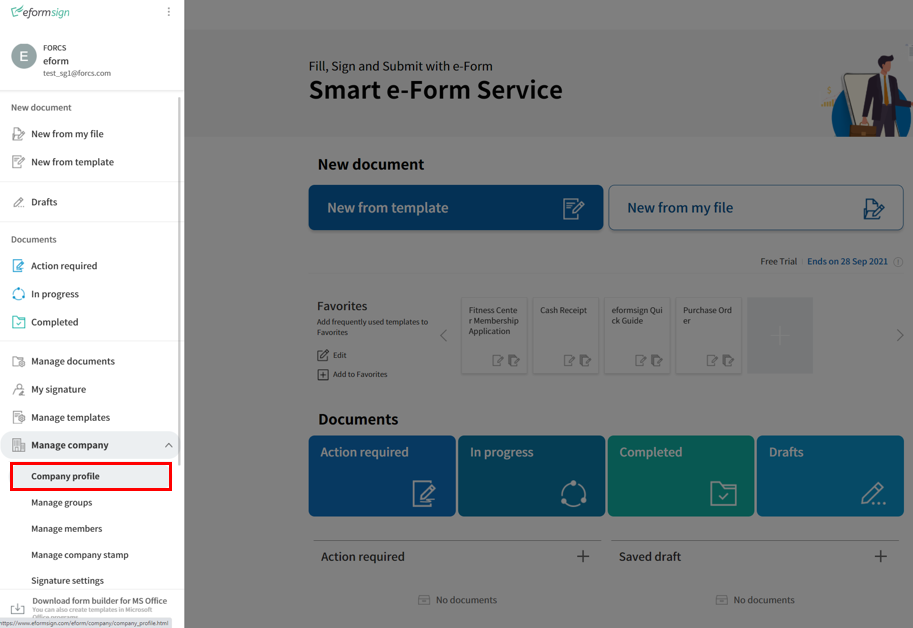 eformsign
E
FORCS
eform
test_sg1@forcs.com
New document
New from my file
New from template
Drafts
Documents
Action required
In progress
Completed
Manage documents
My signature
Manage templates
Manage company
Company profile
Manage groups
Manage members
Manage company stamp
Signature settings
Download form builder for MS Office
You can also create templates in Microsoft
Office programs.
https://www.eformsign.com/eform/company/company_profile.html
Fill, Sign and Submit with e-Form
Smart e-Form Service
New document
New from template
New from my file
Free Trial Ends on 28 Sep 2021
Favorites
Add frequently used templates to
Favorites
Edit
Add to Favorites
Fitness Cente
r Membership
Application
Cash Receipt
eformsign Qui
ck Guide
Purchase Ord
er
Documents
Action required
In progress
Completed
Drafts
Action required
Saved draft
No documents
No documents